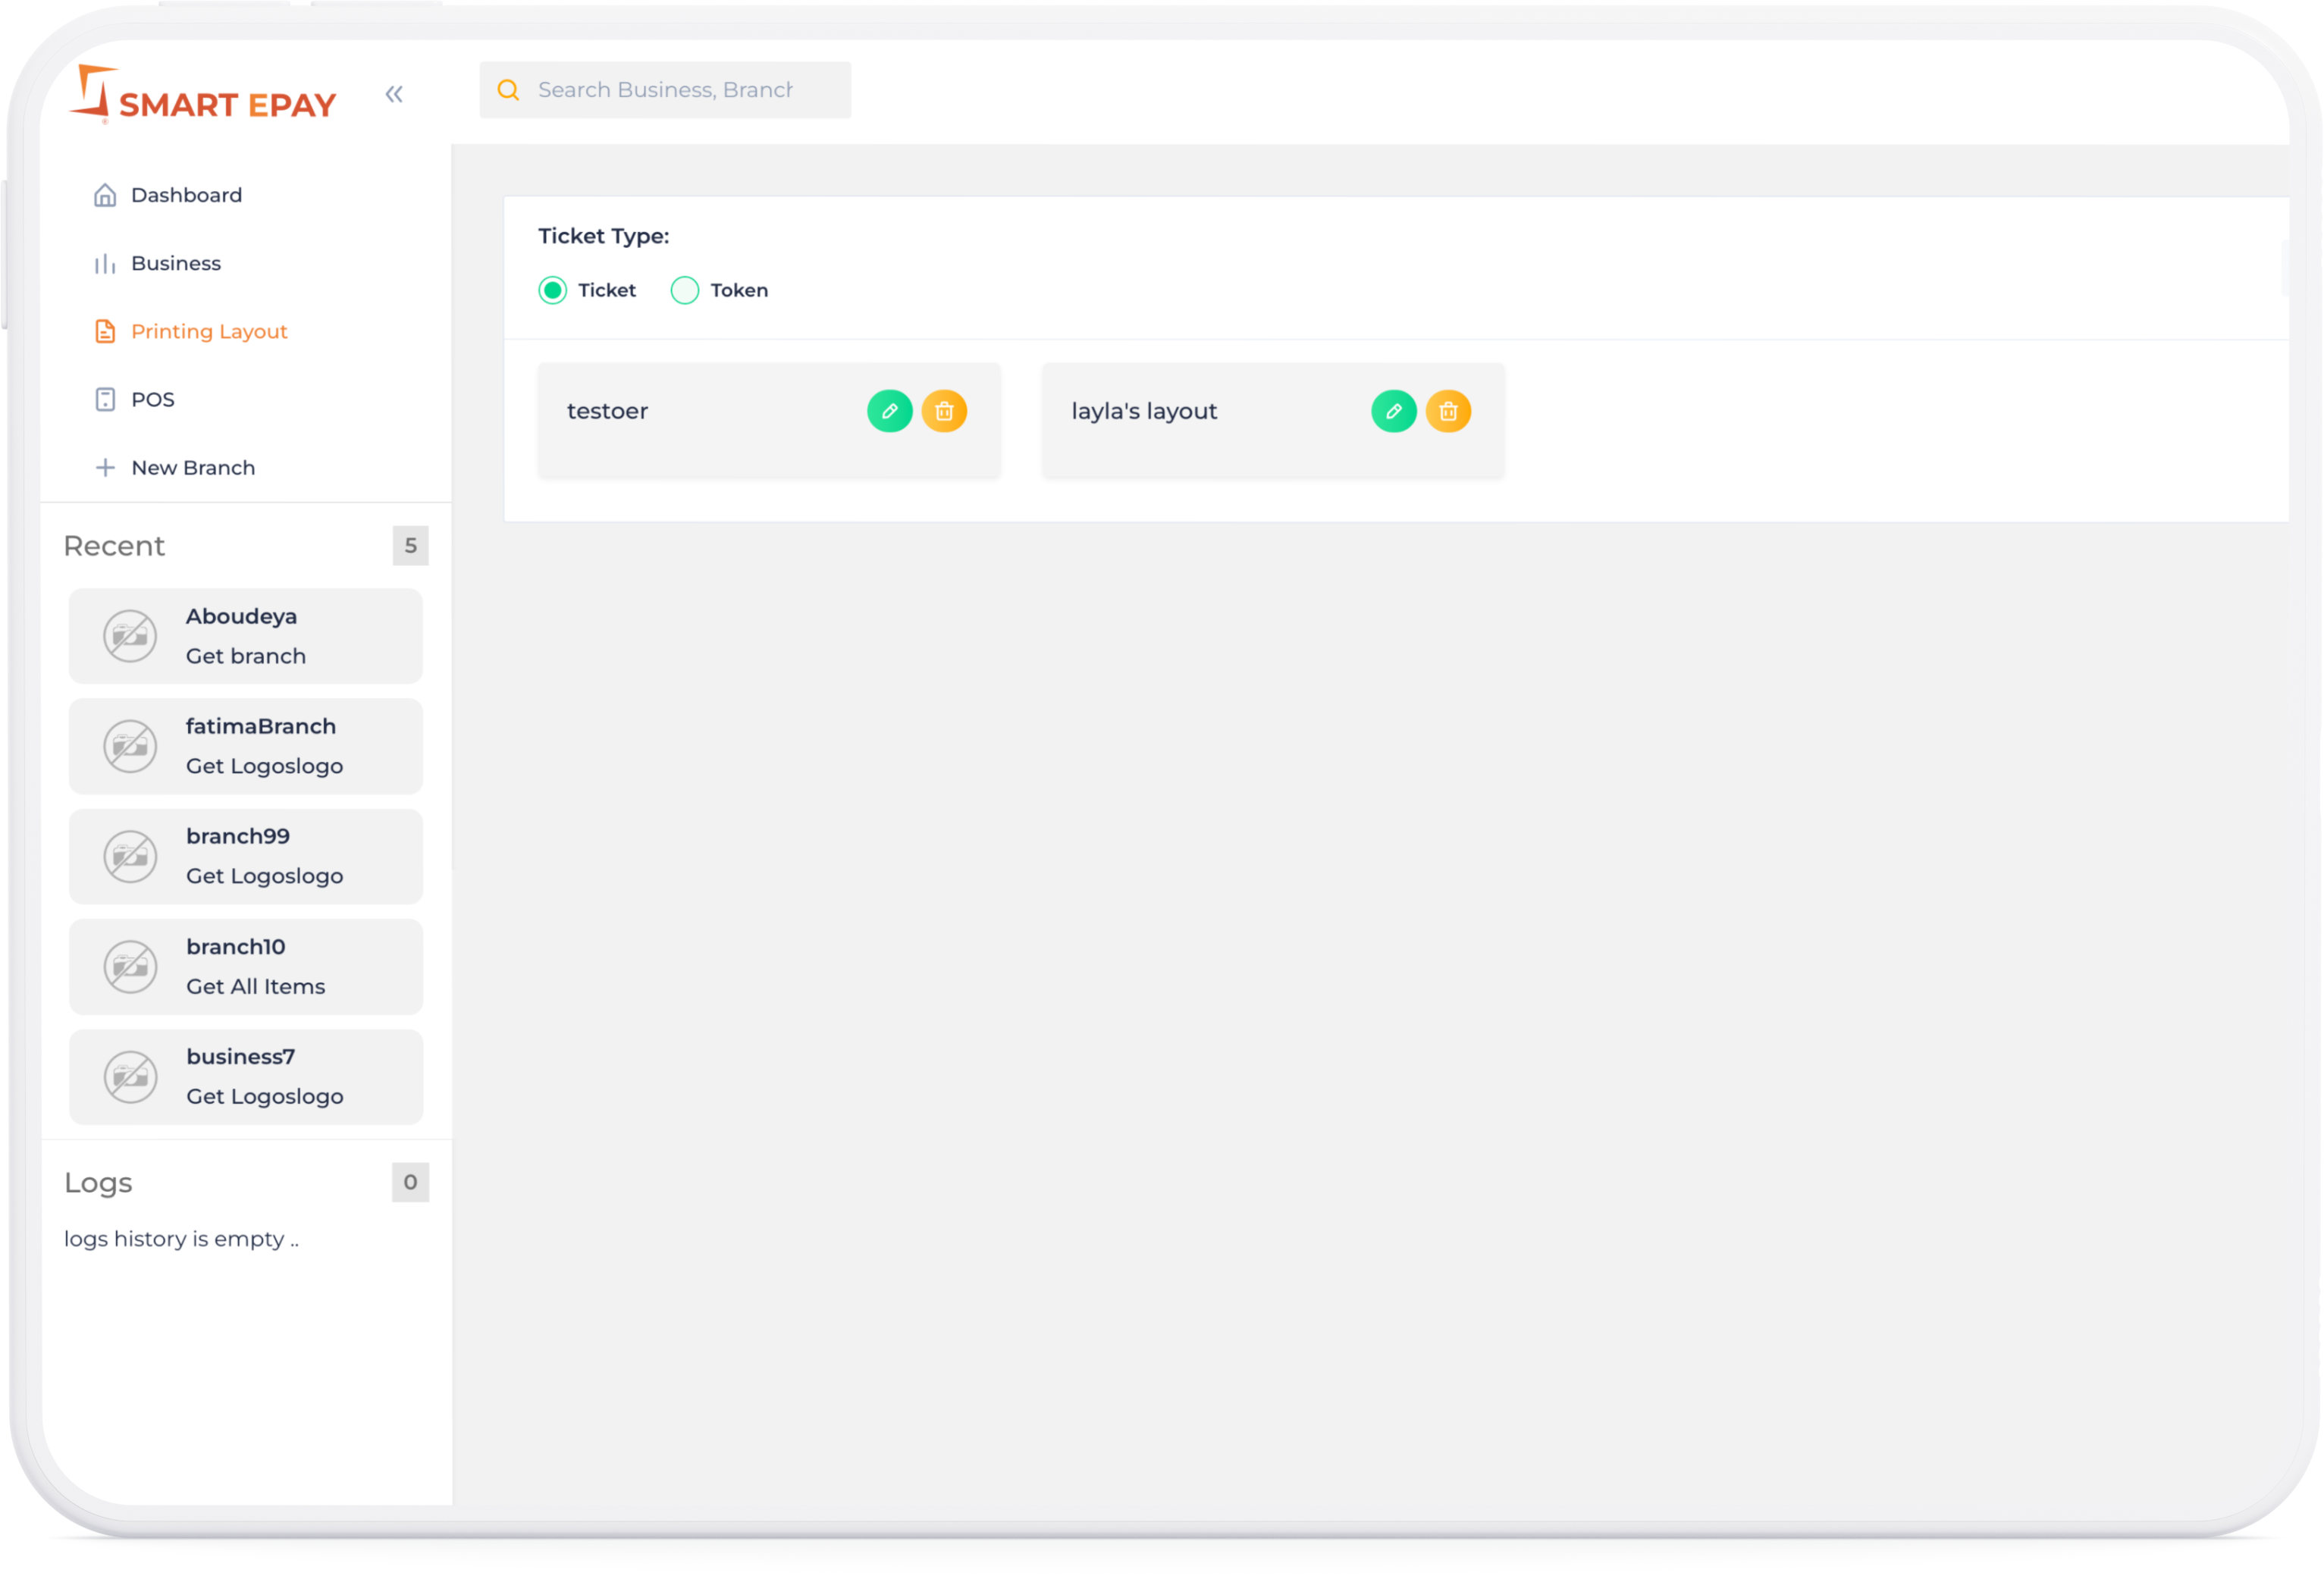 SMART EPAY
Search Business, Branch
Dashboard
Business
Printing Layout
POS
New Branch
Recent
5
Aboudeya
Get branch
fatimaBranch
Get Logoslogo
branch99
Get Logoslogo
branch10
Get All Items
business7
Get Logoslogo
Logs
0
logs history is empty ..
Ticket Type:
Ticket
Token
testoer
layla's layout